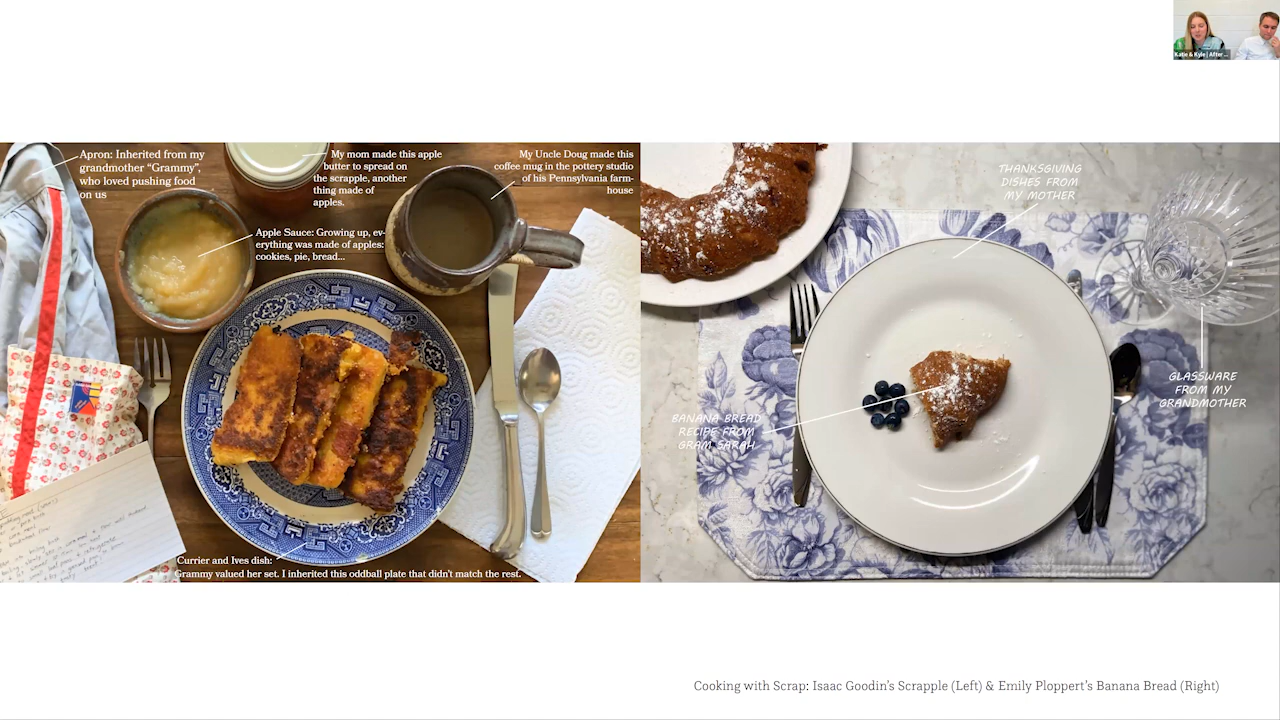 Katie & Kyle | After ...
Apron: Inherited from my
grandmother “Grammy”,
who loved pushing food
on us
My mom made this apple
butter to spread on
the scrapple, another
thing made of
apples.
My Uncle Doug made this
coffee mug in the pottery studio
of his Pennsylvania farm-
house
Apple Sauce: Growing up, ev-
erything was made of apples:
cookies, pie, bread...
Currier and Ives dish:
Grammy valued her set. I inherited this oddball plate that didn't match the rest.
THANKSGIVING
DISHES FROM
MY MOTHER
BANANA BREAD
RECIPE FROM
GRAM SARAH
GLASSWARE
FROM MY
GRANDMOTHER
Cooking with Scrap: Isaac Goodin's Scrapple (Left) & Emily Ploppert's Banana Bread (Right)